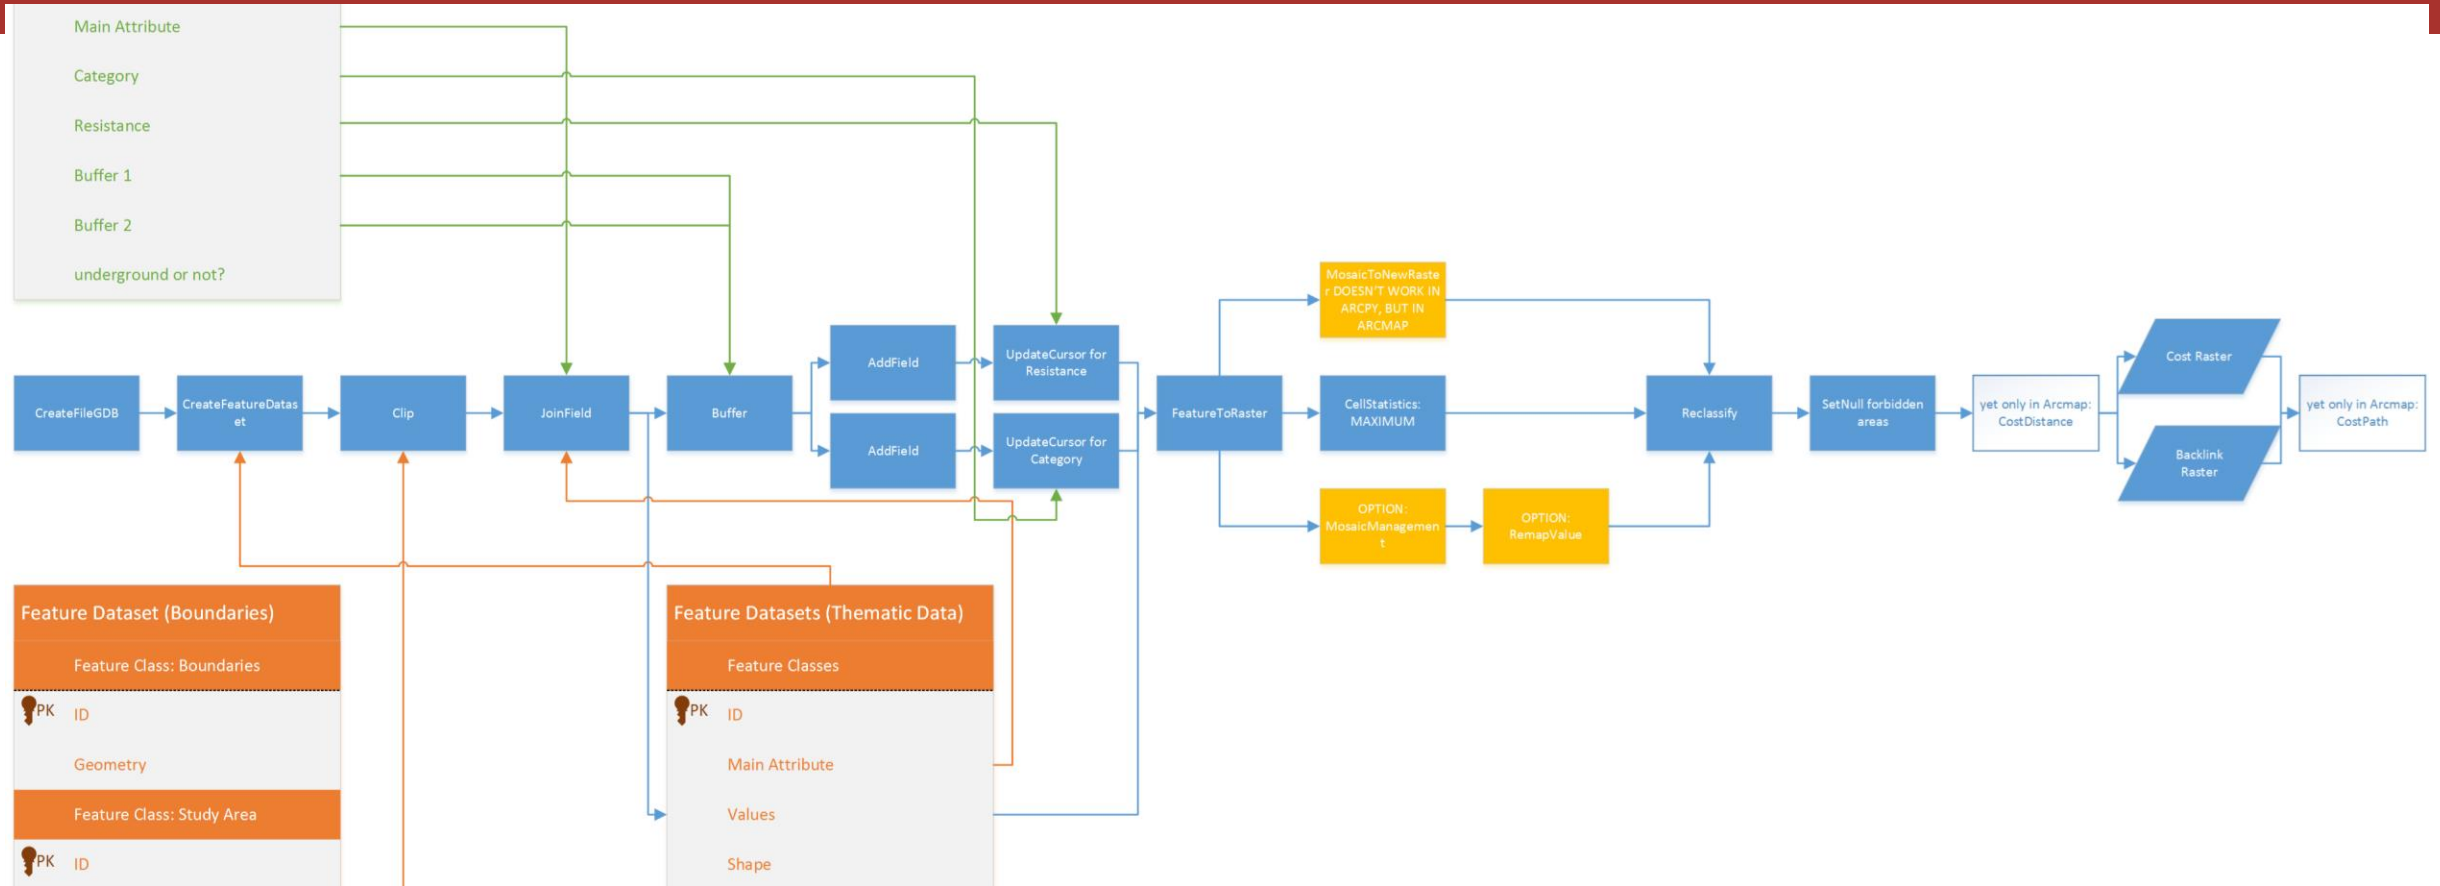 Main Attribute
Category
Resistance
Buffer 1
Buffer 2
underground or not?
CreateFileGDB
CreateFeatureDatas
et
Clip
JoinField
Buffer
AddField
AddField
UpdateCursor for
Resistance
UpdateCursor for
Category
FeatureToRaster
MosaicToNewRaste
r DOESN'T WORK IN
ARCPY, BUT IN
ARCMAP
CellStatistics:
MAXIMUM
OPTION:
MosaicManagemen
t
OPTION:
RemapValue
Reclassify
SetNull forbidden
areas
yet only in Arcmap:
CostDistance
Cost Raster
Backlink
Raster
yet only in Arcmap:
CostPath
Feature Dataset (Boundaries)
Feature Class: Boundaries
PK ID
Geometry
Feature Class: Study Area
PK ID
Feature Datasets (Thematic Data)
Feature Classes
PK ID
Main Attribute
Values
Shape